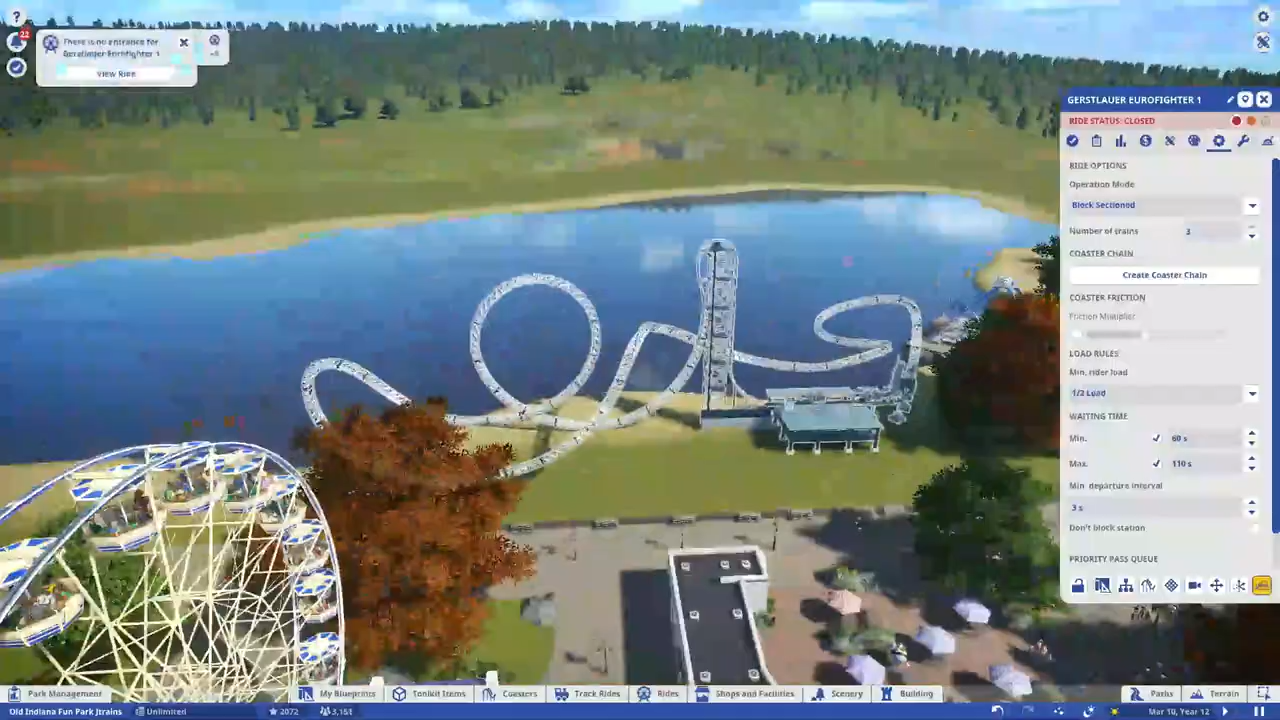 ?
22
There is no entrance for
Gerstlauer Eurofighter 1
View Ride
GERSTLAUER EUROFIGHTER 1
RIDE STATUS: CLOSED
RIDE OPTIONS
Operation Mode
Block Sectioned
Number of trains 3
COASTER CHAIN
Create Coaster Chain
COASTER FRICTION
Friction Multiplier
LOAD RULES
Min. rider load
1/2 Load
WAITING TIME
Min. 60 s
Max. 110 s
Min departure interval
3 s
Don't block station
PRIORITY PASS QUEUE
Park Management
My Blueprints
Toolkit Items
Coasters
Track Rides
Rides
Shops and Facilities
Scenery
Building
Paths
Terrain
Old Indiana Fun Park Jtrains
Unlimited
2072
3,151
Mar 10, Year 12